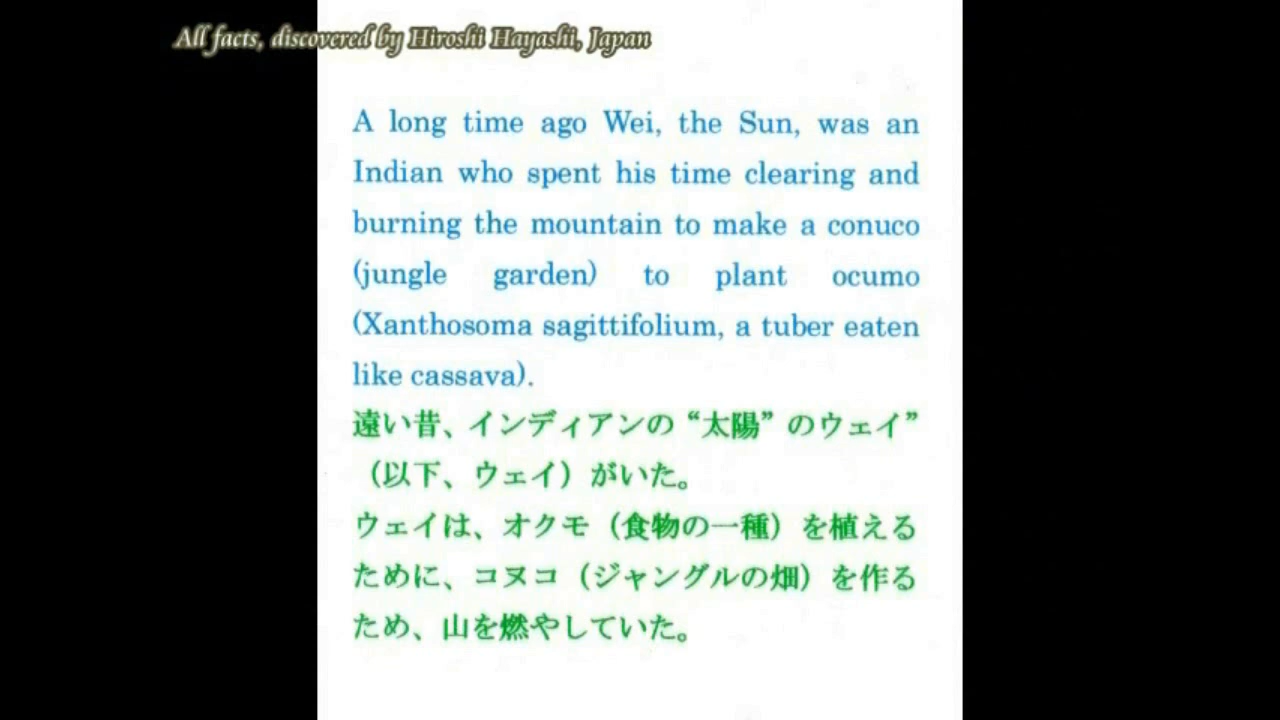 All facts, discovered by Hiroshi Hayashi, Japan
A long time ago Wei, the Sun, was an
Indian who spent his time clearing and
burning the mountain to make a conuco
(jungle garden) to plant ocumo
(Xanthosoma sagittifolium, a tuber eaten
like cassava).
遠い昔、インディアンの“太陽”のウェイ”
（以下、ウェイ）がいた。
ウェイは、オクモ（食物の一種）を植える
ために、コヌコ（ジャングルの畑）を作る
ため、山を燃やしていた。